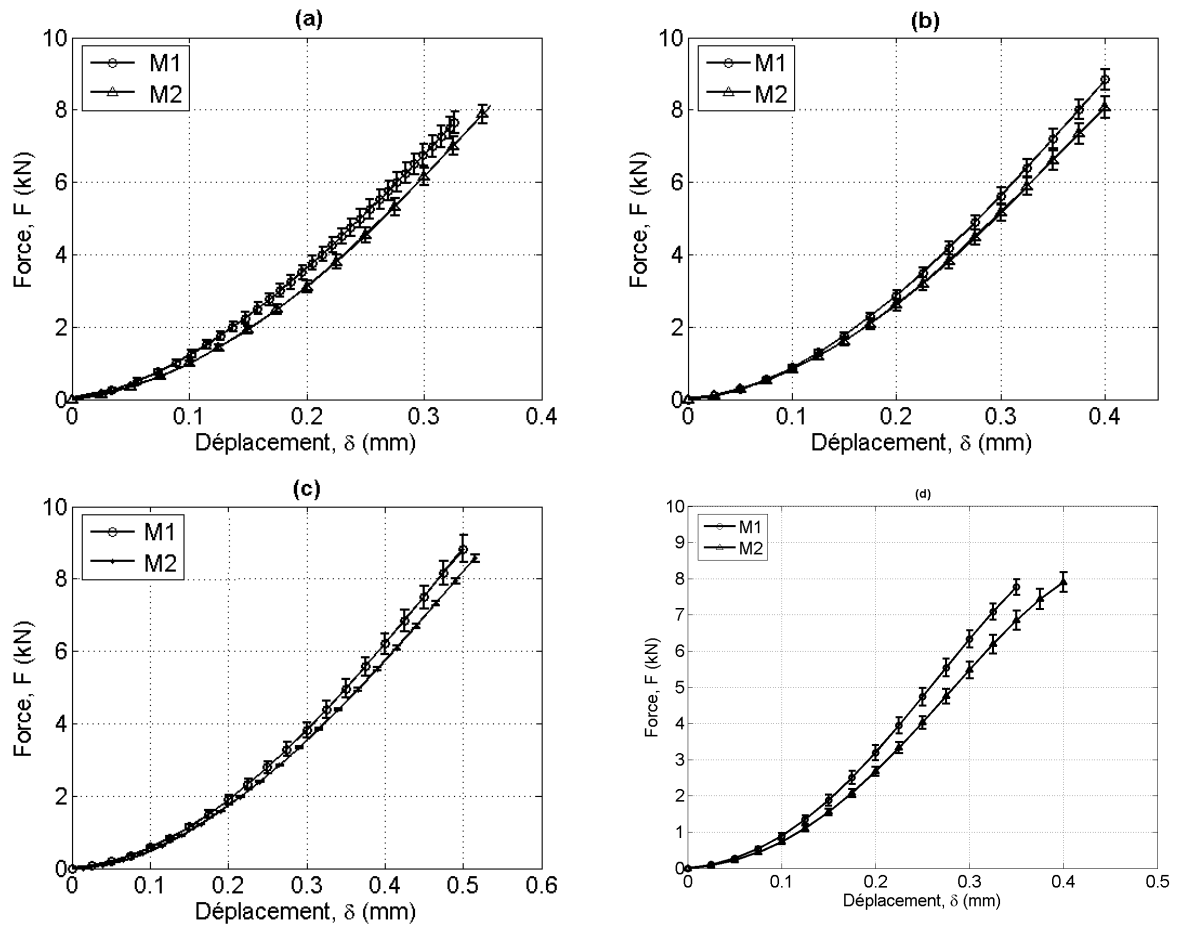 (a)
10
8
6
4
2
0
Force, F (kN)
M1
M2
0
0.1
0.2
0.3
0.4
Déplacement, δ (mm)
(b)
10
8
6
4
2
0
Force, F (kN)
M1
M2
0
0.1
0.2
0.3
0.4
Déplacement, δ (mm)
(c)
10
8
6
4
2
0
Force, F (kN)
M1
M2
0
0.1
0.2
0.3
0.4
0.5
0.6
Déplacement, δ (mm)
(d)
10
9
8
7
6
5
4
3
2
1
0
Force, F (kN)
M1
M2
0
0.1
0.2
0.3
0.4
0.5
Déplacement, δ (mm)